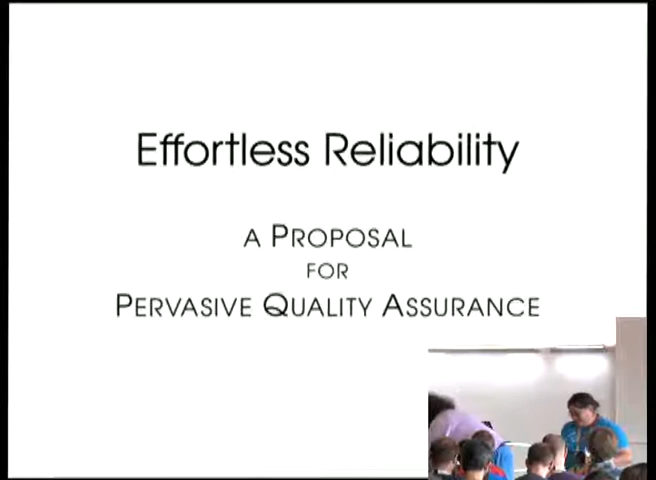 Effortless Reliability
A PROPOSAL
FOR
PERVASIVE QUALITY ASSURANCE